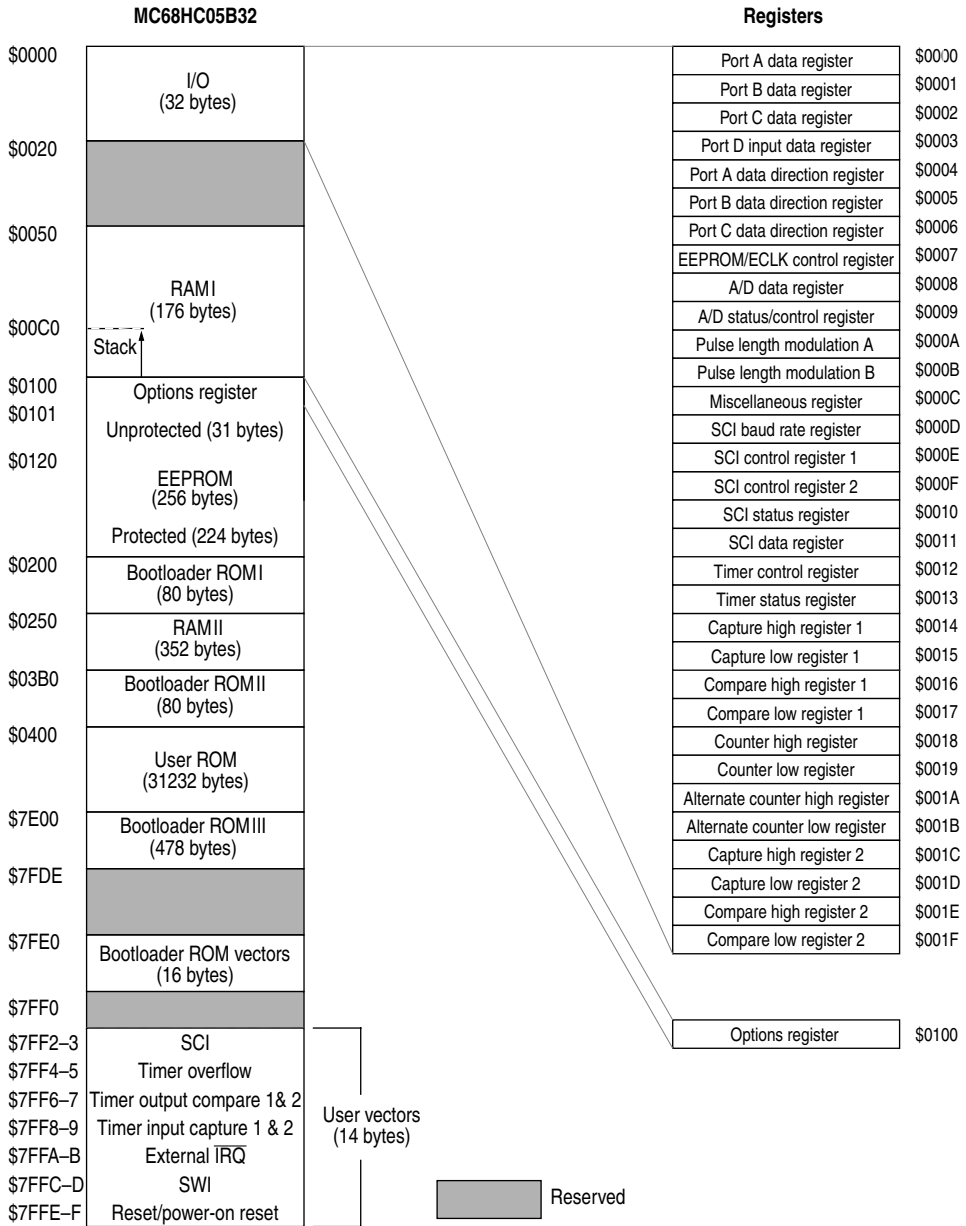 MC68HC05B32
$0000
I/O
(32 bytes)
$0020
$0050
RAMI
(176 bytes)
$00C0
Stack
$0100
Options register
$0101
Unprotected (31 bytes)
$0120
EEPROM
(256 bytes)
Protected (224 bytes)
$0200
Bootloader ROMI
(80 bytes)
$0250
RAMII
(352 bytes)
$03B0
Bootloader ROMII
(80 bytes)
$0400
User ROM
(31232 bytes)
$7E00
Bootloader ROMIII
(478 bytes)
$7FDE
$7FE0
Bootloader ROM vectors
(16 bytes)
$7FF0
$7FF2–3 SCI
$7FF4–5 Timer overflow
$7FF6–7 Timer output compare 1& 2
$7FF8–9 Timer input capture 1 & 2
$7FFA–B External IRQ
$7FFC–D SWI
$7FFE–F Reset/power-on reset
User vectors
(14 bytes)
Reserved
Registers
Port A data register $0000
Port B data register $0001
Port C data register $0002
Port D input data register $0003
Port A data direction register $0004
Port B data direction register $0005
Port C data direction register $0006
EEPROM/ECLK control register $0007
A/D data register $0008
A/D status/control register $0009
Pulse length modulation A $000A
Pulse length modulation B $000B
Miscellaneous register $000C
SCI baud rate register $000D
SCI control register 1 $000E
SCI control register 2 $000F
SCI status register $0010
SCI data register $0011
Timer control register $0012
Timer status register $0013
Capture high register 1 $0014
Capture low register 1 $0015
Compare high register 1 $0016
Compare low register 1 $0017
Counter high register $0018
Counter low register $0019
Alternate counter high register $001A
Alternate counter low register $001B
Capture high register 2 $001C
Capture low register 2 $001D
Compare high register 2 $001E
Compare low register 2 $001F
Options register $0100